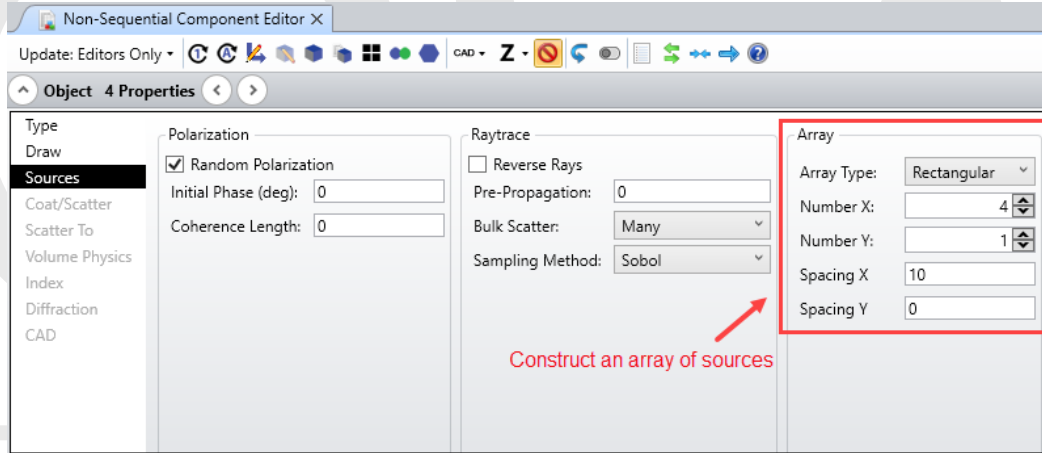 Non-Sequential Component Editor ×
Update: Editors Only CAD Z
Object 4 Properties
Type
Draw
Sources
Coat/Scatter
Scatter To
Volume Physics
Index
Diffraction
CAD
Polarization
Random Polarization
Initial Phase (deg): 0
Coherence Length: 0
Raytrace
Reverse Rays
Pre-Propagation: 0
Bulk Scatter: Many
Sampling Method: Sobol
Array
Array Type: Rectangular
Number X: 4
Number Y: 1
Spacing X 10
Spacing Y 0
Construct an array of sources